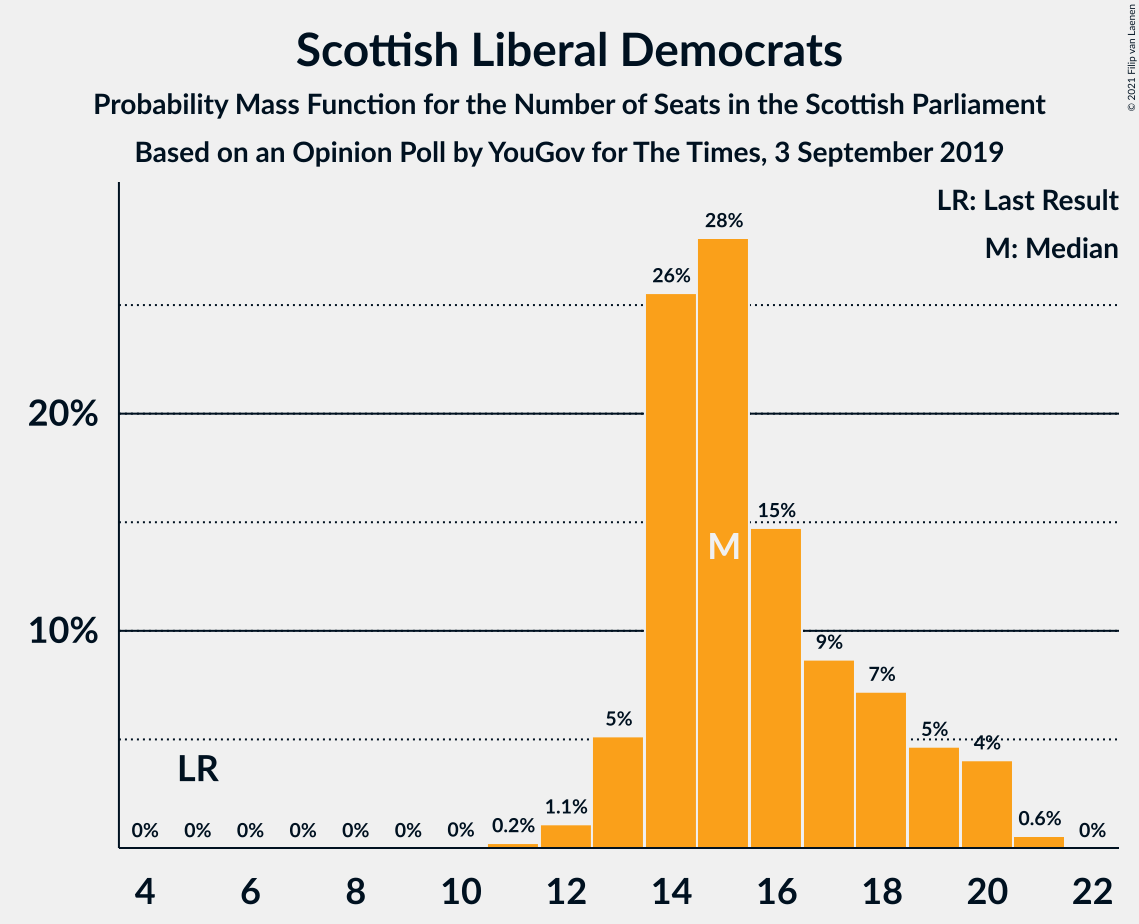 Scottish Liberal Democrats
Probability Mass Function for the Number of Seats in the Scottish Parliament
Based on an Opinion Poll by YouGov for The Times, 3 September 2019
© 2021 Filip van Laenen
LR: Last Result
M: Median
28%
26%
20%
15%
M
10%
9%
7%
5%
5%
4%
LR
1.1%
0.6%
0% 0% 0% 0% 0% 0% 0% 0.2% 0%
4 6 8 10 12 14 16 18 20 22